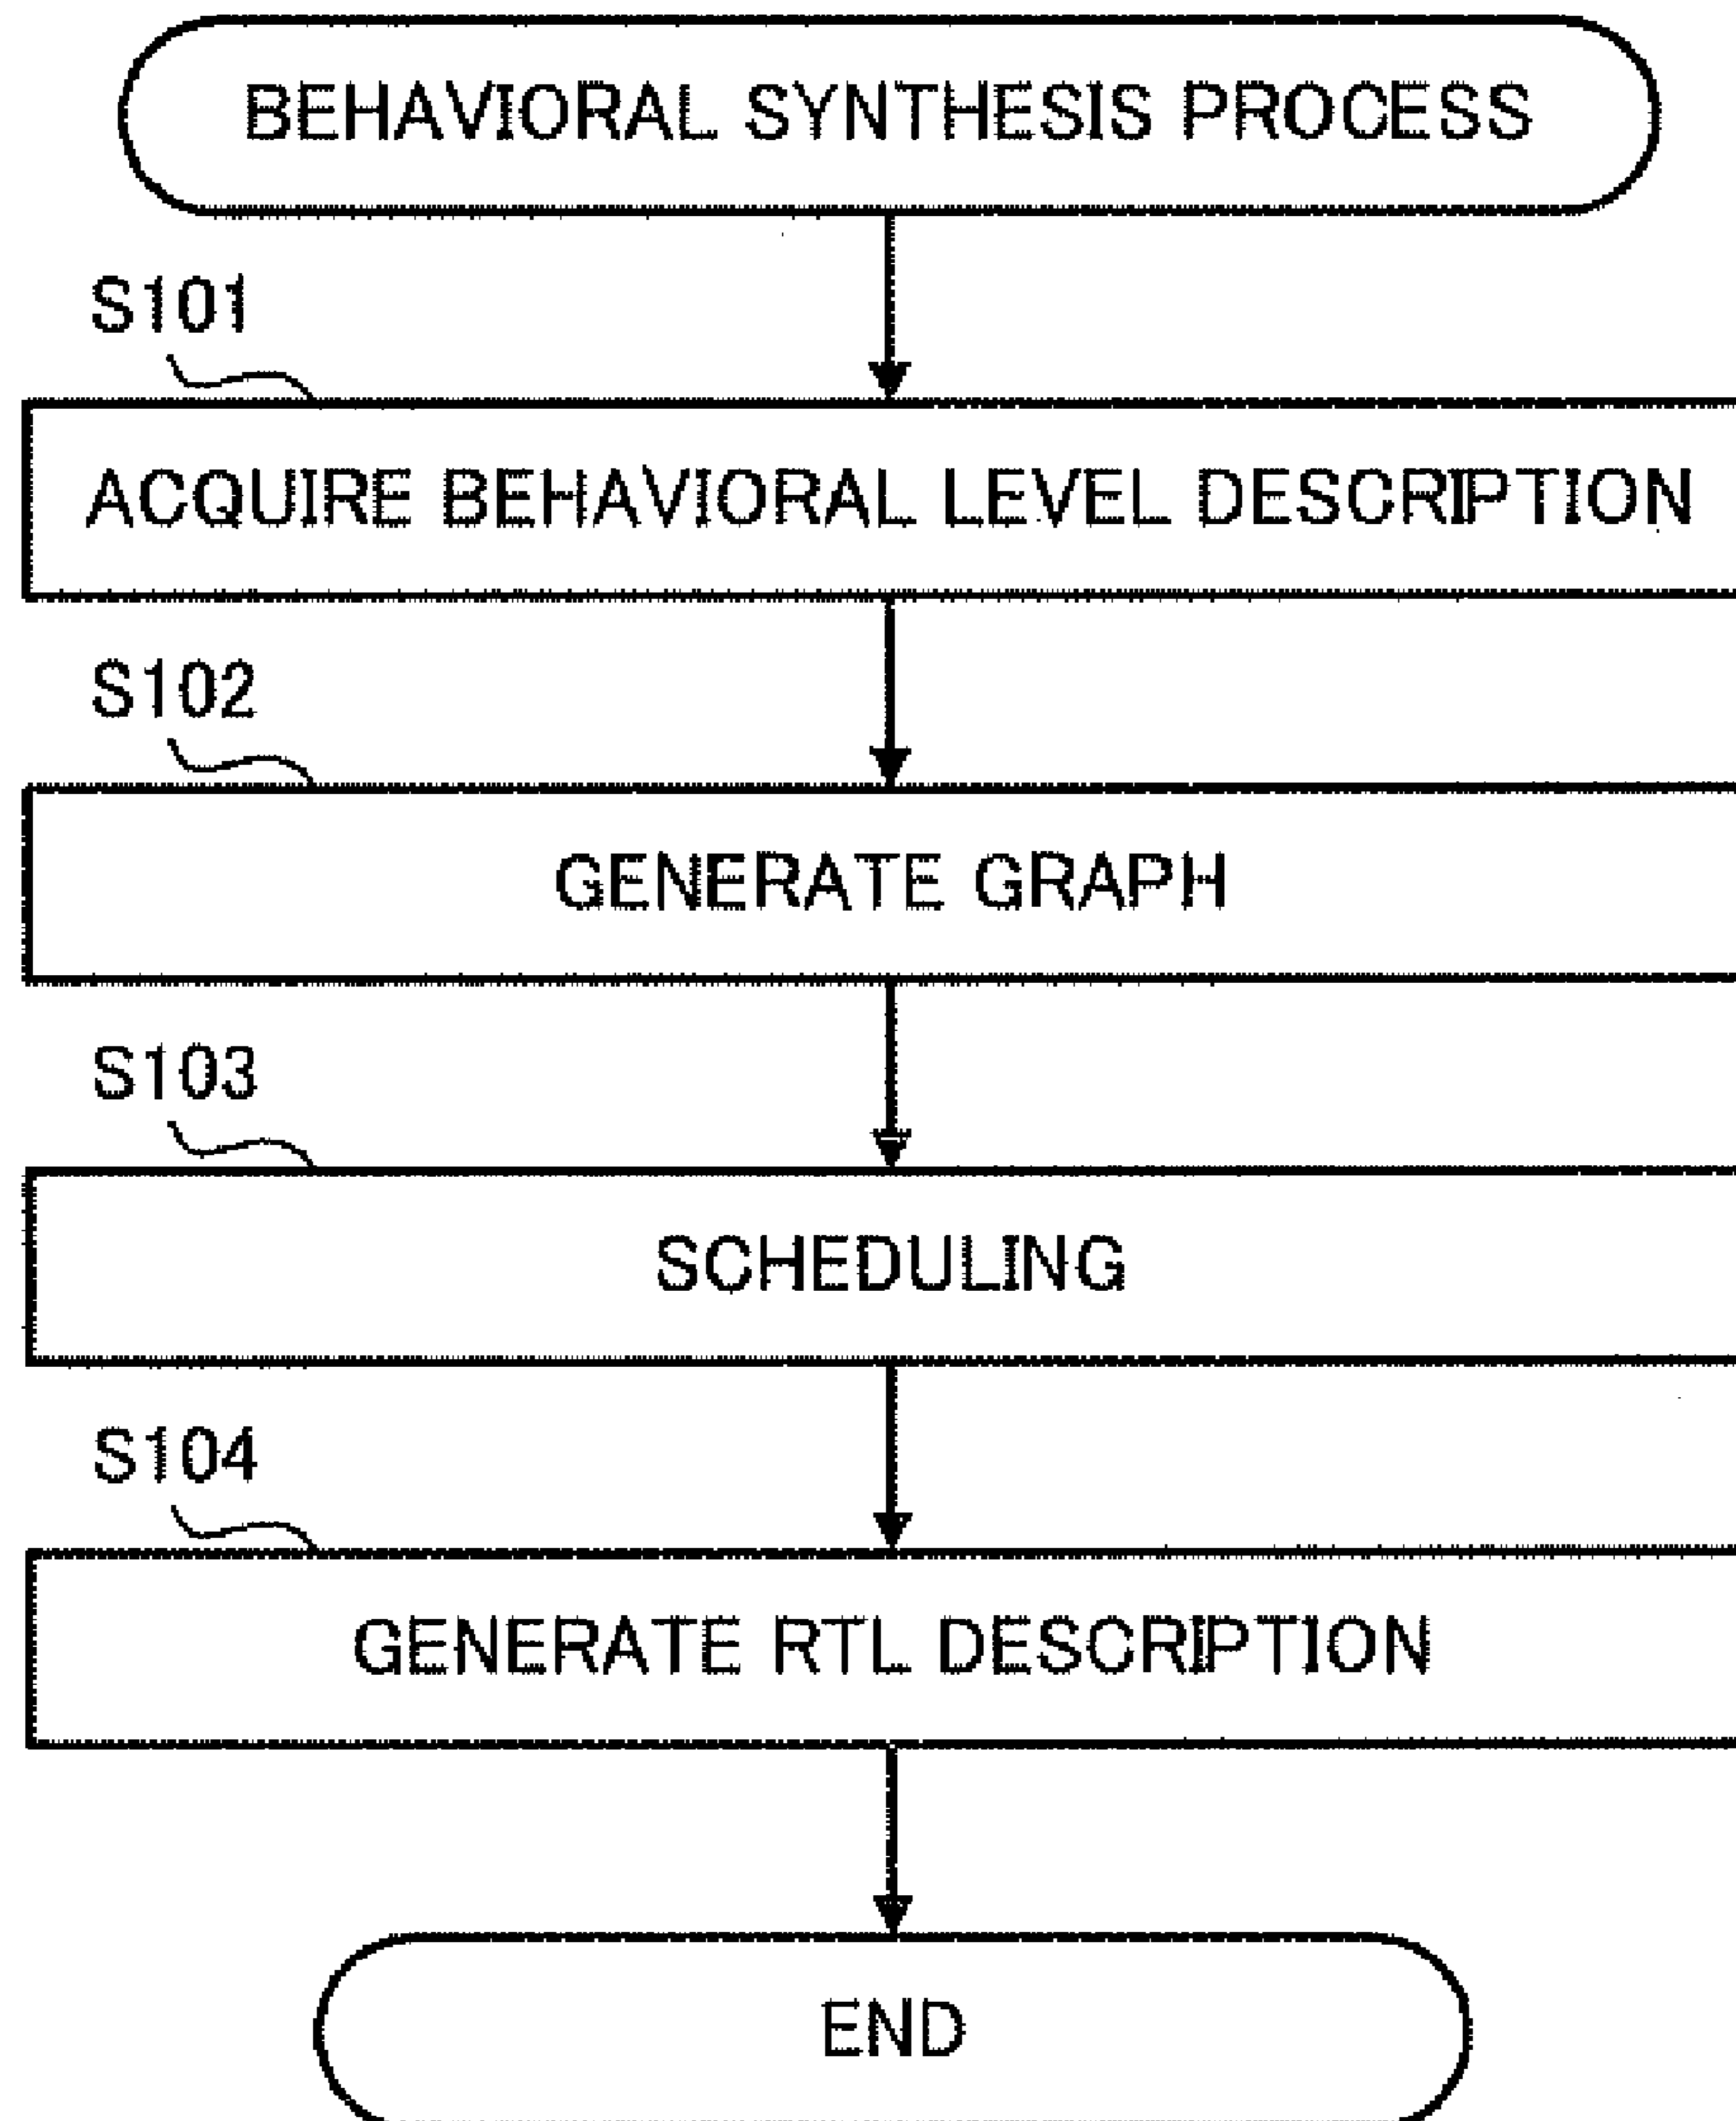 BEHAVIORAL SYNTHESIS PROCESS
S101
ACQUIRE BEHAVIORAL LEVEL DESCRIPTION
S102
GENERATE GRAPH
S103
SCHEDULING
S104
GENERATE RTL DESCRIPTION
END